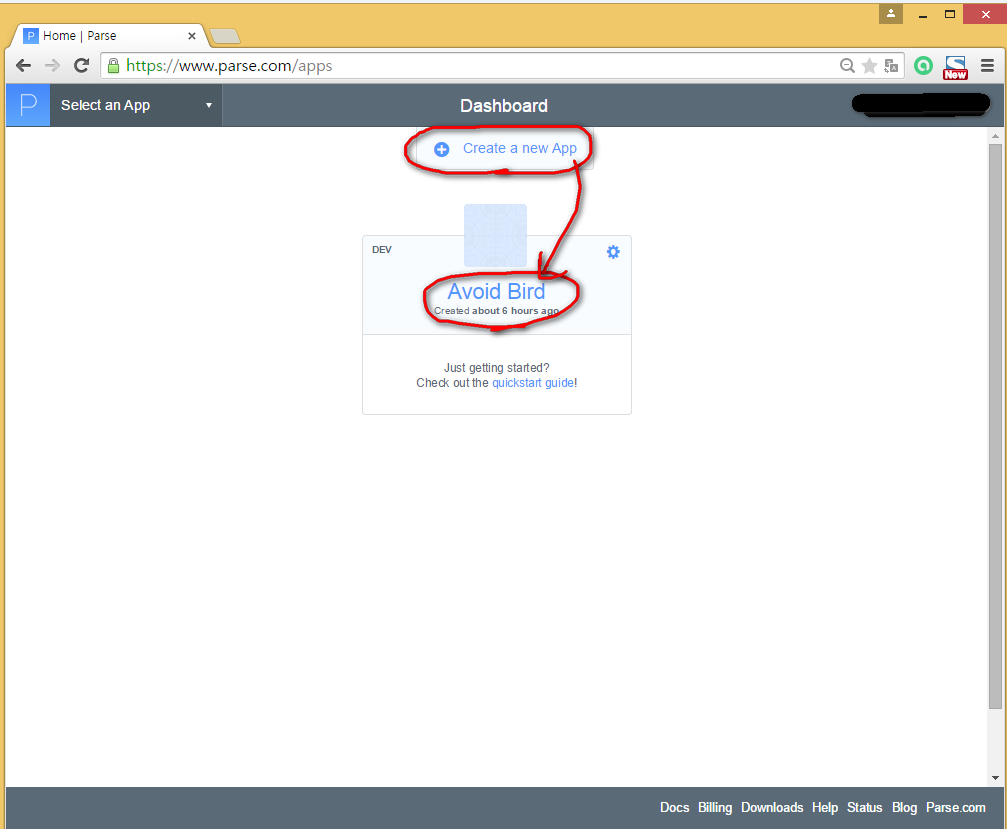 Home | Parse
https://www.parse.com/apps
New
P Select an App
Dashboard
Create a new App
DEV
Avoid Bird
Created about 6 hours ago
Just getting started?
Check out the quickstart guide!
Docs Billing Downloads Help Status Blog Parse.com